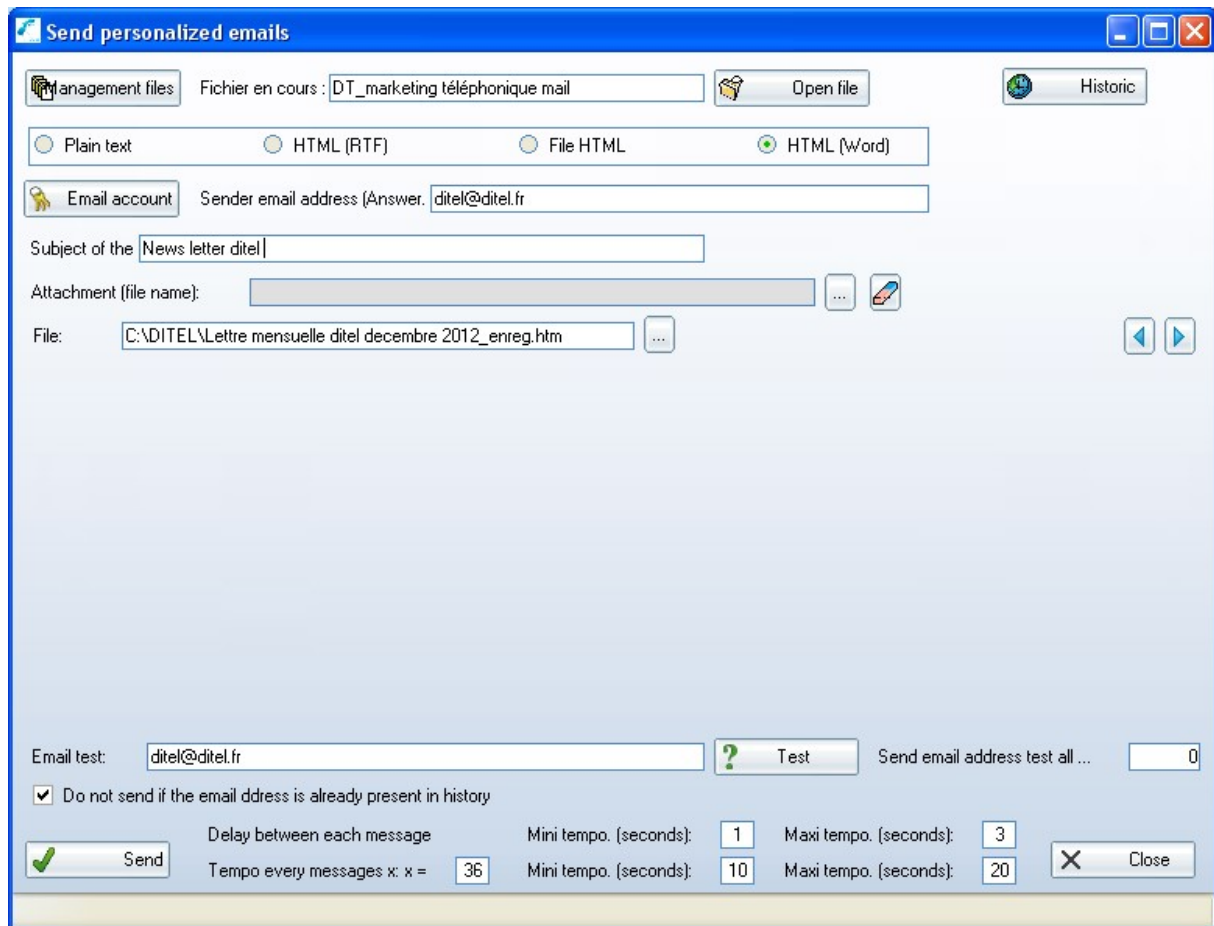 Send personalized emails
Management files Fichier en cours : DT_marketing téléphonique mail Open file Historic
Plain text HTML (RTF) File HTML HTML (Word)
Email account Sender email address (Answer. ditel@ditel.fr
Subject of the News letter ditel
Attachment (file name): ...
File: C:\DITEL\Lettre mensuelle ditel decembre 2012_enreg.htm ...
Email test: ditel@ditel.fr ? Test Send email address test all ... 0
Do not send if the email ddress is already present in history
Delay between each message Mini tempo. (seconds): 1 Maxi tempo. (seconds): 3
Send Tempo every messages x: x = 36 Mini tempo. (seconds): 10 Maxi tempo. (seconds): 20 Close